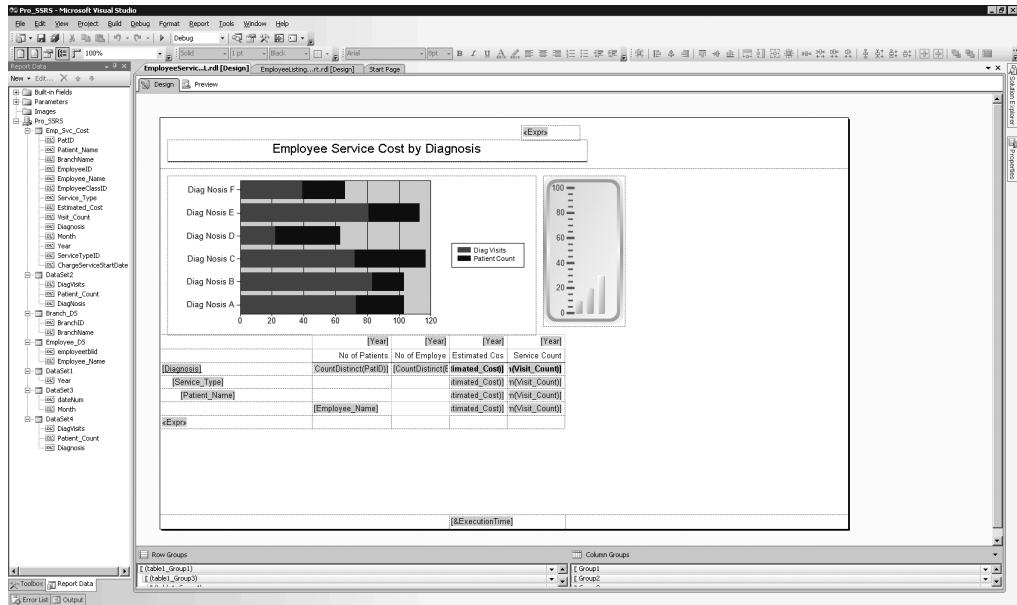 Pro_SSRS - Microsoft Visual Studio
File Edit View Project Build Debug Format Report Tools Window Help
Debug
100% Solid 1 pt Black Arial 8pt B I U A
Report Data
New Edit...
Built-in Fields
Parameters
Images
Pro_SSRS
Emp_Svc_Cost
PatID
Patient_Name
BranchName
EmployeeID
Employee_Name
EmployeeClassID
Service_Type
Estimated_Cost
Visit_Count
Diagnosis
Month
Year
ServiceTypeID
ChargeServiceStartDate
DataSet2
DiagVisits
Patient_Count
DiagNosis
Branch_DS
BranchID
BranchName
Employee_DS
employeetblid
Employee_Name
DataSet1
Year
DataSet3
dateNum
Month
DataSet4
DiagVisits
Patient_Count
Diagnosis
Toolbox Report Data
Error List Output
EmployeeServic...L.rdl [Design] EmployeeListing...rt.rdl [Design] Start Page
Design Preview
«Expr»
Employee Service Cost by Diagnosis
Diag Nosis F
Diag Nosis E
Diag Nosis D
Diag Nosis C
Diag Nosis B
Diag Nosis A
0 20 40 60 80 100 120
Diag Visits
Patient Count
100
80
60
40
20
0
[Year] [Year] [Year] [Year]
No of Patients No of Employe Estimated Cos Service Count
[Diagnosis] CountDistinct(PatID)] [CountDistinct(E timated_Cost)] n(Visit_Count)]
[Service_Type] stimated_Cost)] m(Visit_Count)]
[Patient_Name] stimated_Cost)] m(Visit_Count)]
[Employee_Name] stimated_Cost)] m(Visit_Count)]
«Expr»
[&ExecutionTime]
Row Groups Column Groups
(table1_Group1) Group1
(table1_Group3) Group2
Solution Explorer
Properties